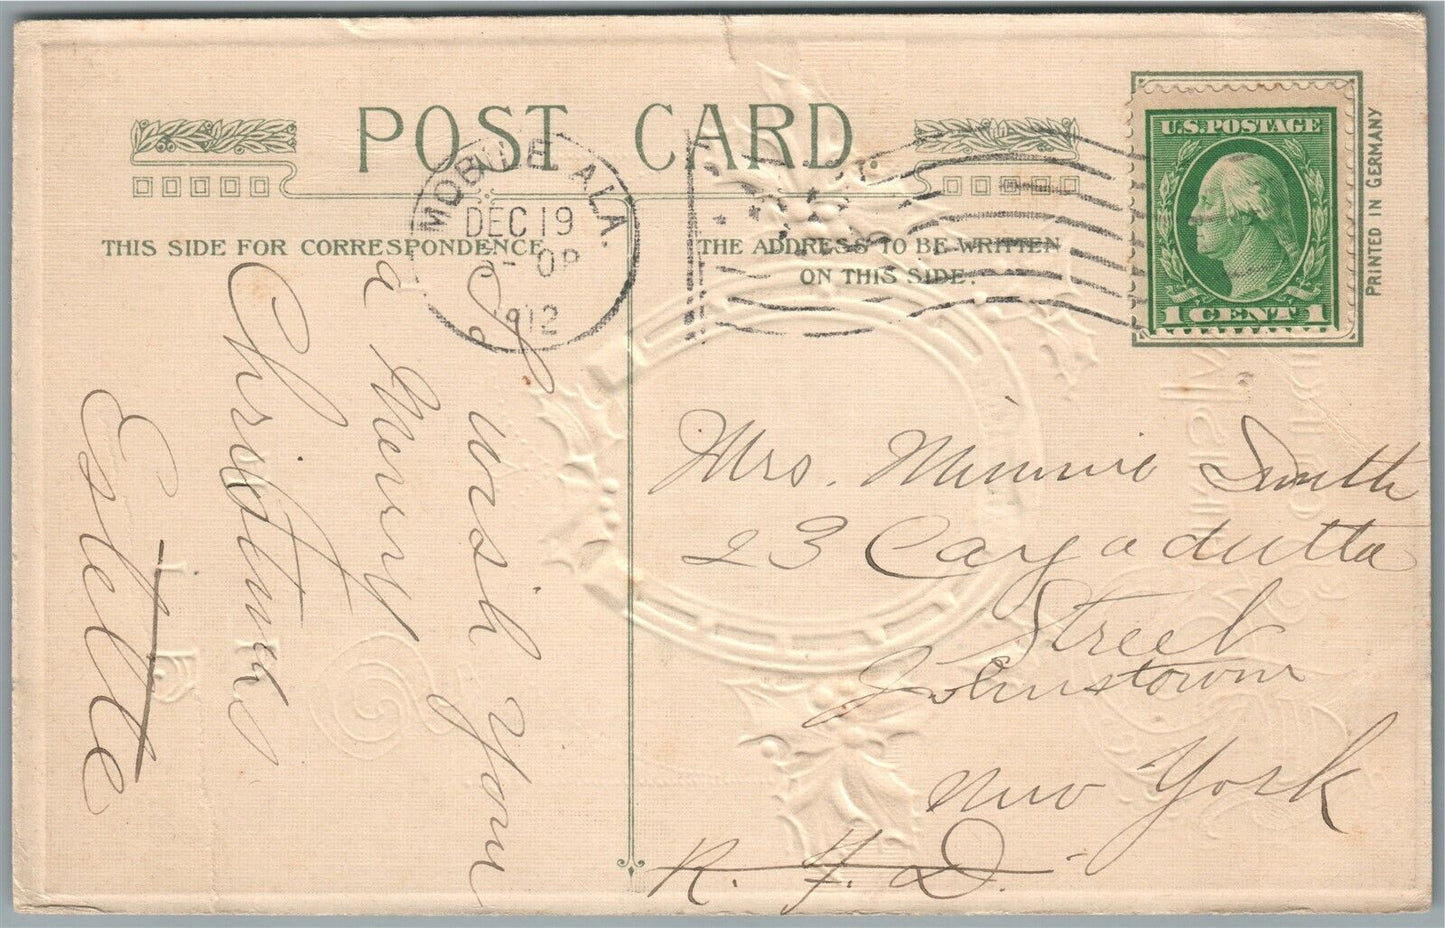 POST CARD
THIS SIDE FOR CORRESPONDENCE
THE ADDRESS TO BE WRITTEN
ON THIS SIDE.
MOBILE ALA.
DEC 19
1912
U.S. POSTAGE
1 CENT 1
PRINTED IN GERMANY
I wish you
a Merry
Christmas
Estelle
Mrs. Minnie Smith
23 Cayadutta
Street
Johnstown
New York
R. F. D.